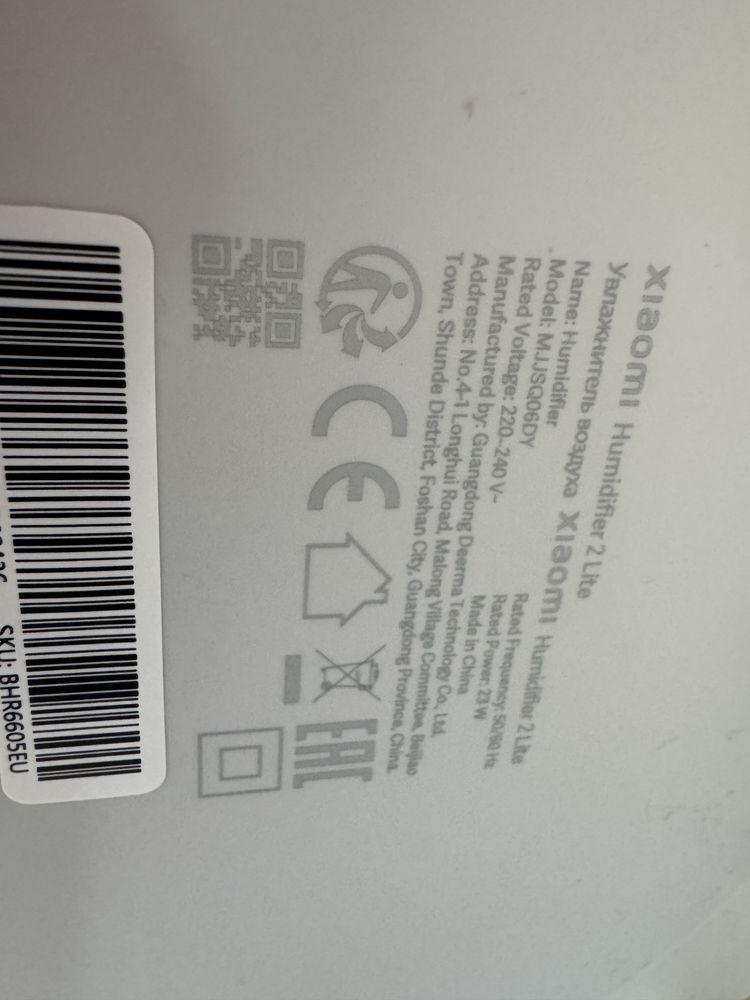 xiaomi Humidifier 2 Lite
Увлажнитель воздуха xiaomi Humidifier 2 Lite
Name: Humidifier
Model: MJJSQ06DY Rated Frequency: 50/60 Hz
Rated Voltage: 220-240 V~ Rated Power: 23 W
Manufactured by: Guangdong Deerma Technology Co., Ltd. Made in China
Address: No.4-1 Longhui Road, Malong Village Committee, Beijiao
Town, Shunde District, Foshan City, Guangdong Province, China.
CE
EAC
SKU: BHR6605EU